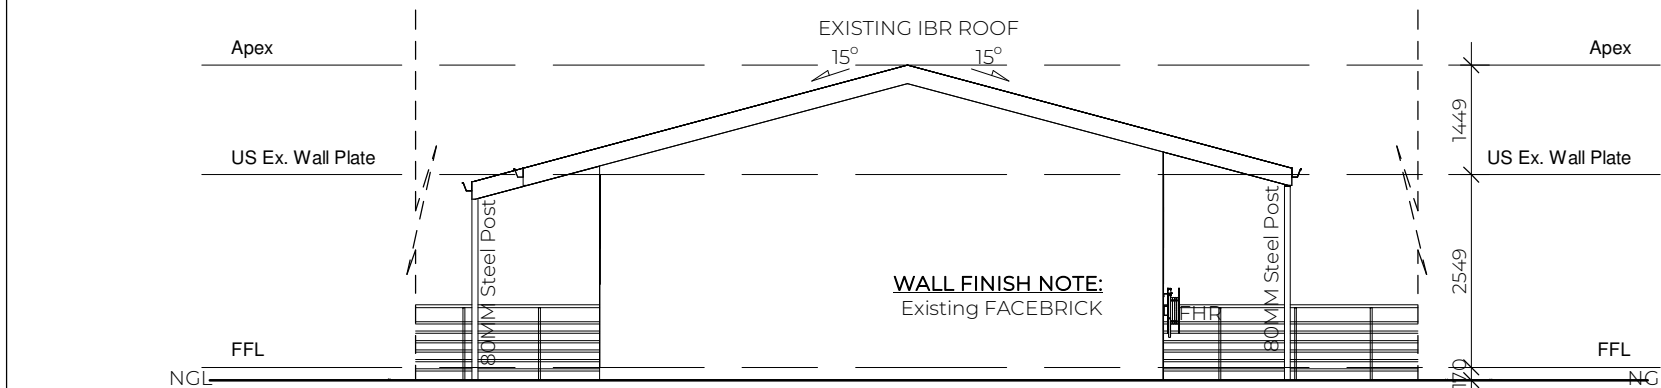 EXISTING IBR ROOF
Apex
15°
15°
Apex
1449
US Ex. Wall Plate
US Ex. Wall Plate
80MM Steel Post
80MM Steel Post
2549
WALL FINISH NOTE:
Existing FACEBRICK
FHR
FFL
FFL
170
NGL
NG